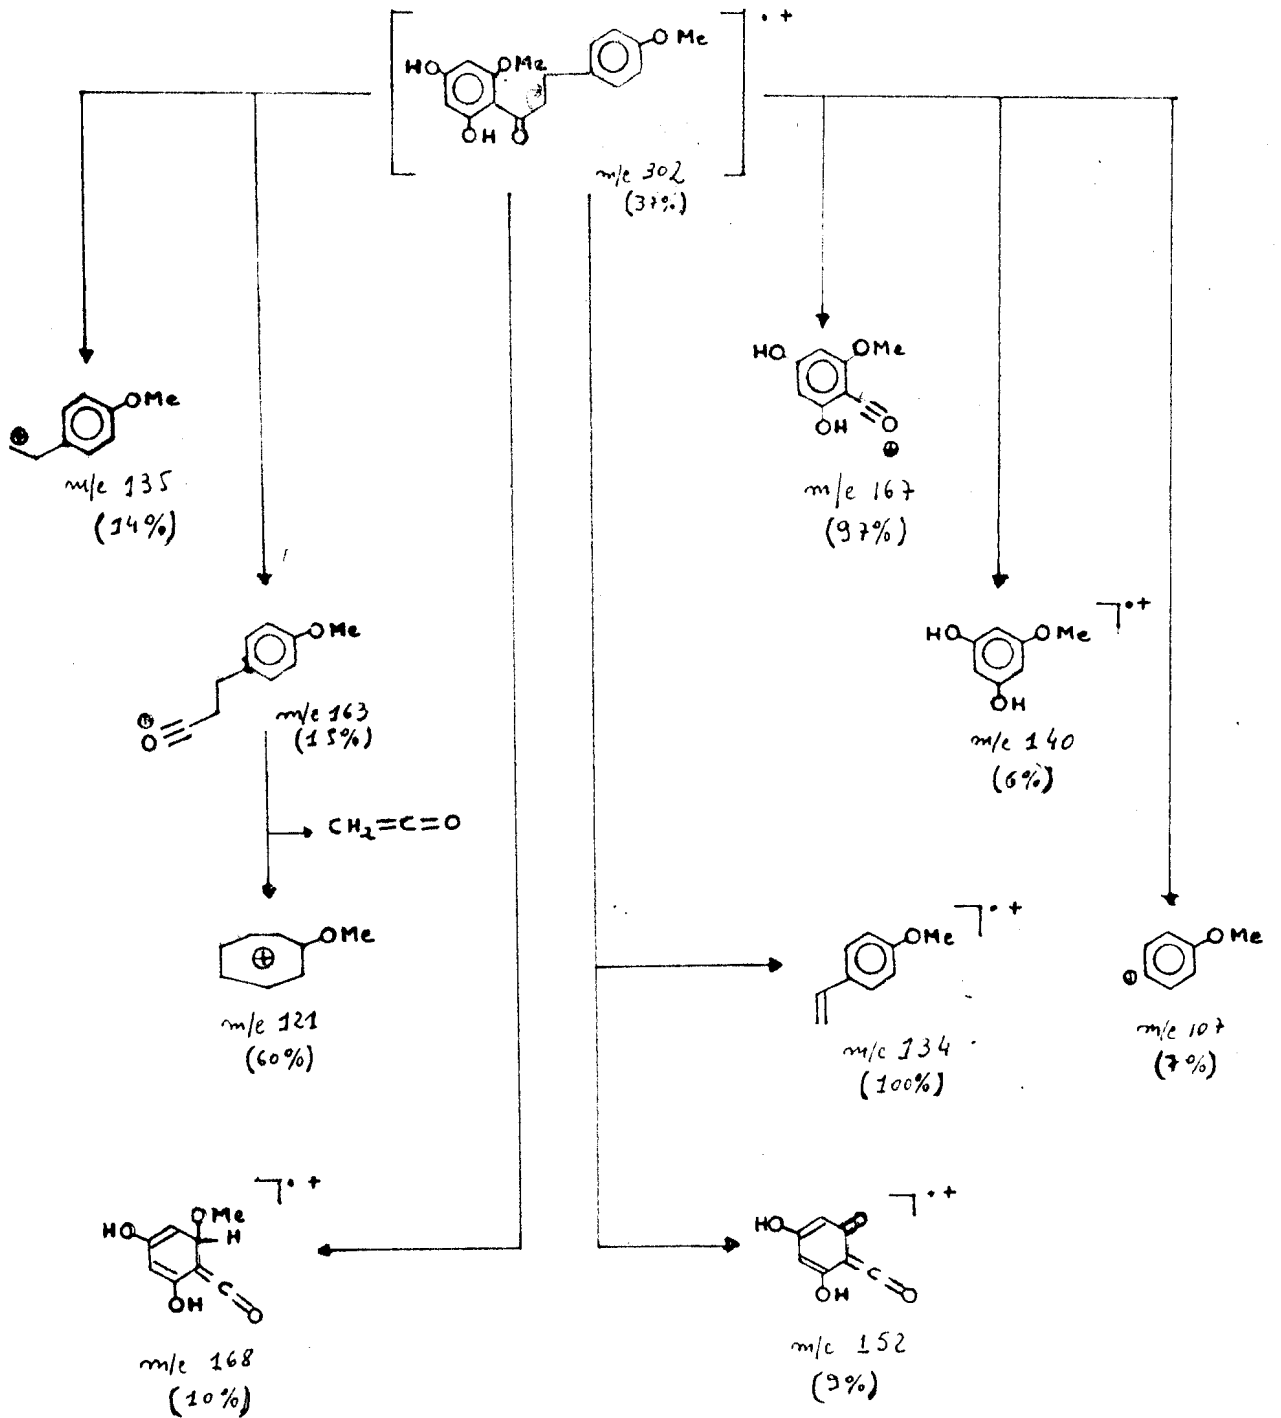 • +
HO
OMe
OMe
OH
O
m/e 302
(37%)
OMe
⊕
m/e 135
(14%)
HO
OMe
OH
O
⊕
m/e 167
(97%)
OMe
⊕
O
m/e 163
(15%)
• +
HO
OMe
OH
m/e 140
(6%)
CH2=C=O
OMe
⊕
m/e 121
(60%)
• +
OMe
m/e 134
(100%)
OMe
⊕
m/e 107
(7%)
• +
OMe
HO
H
OH
C
O
m/e 168
(10%)
• +
HO
O
OH
C
O
m/e 152
(9%)